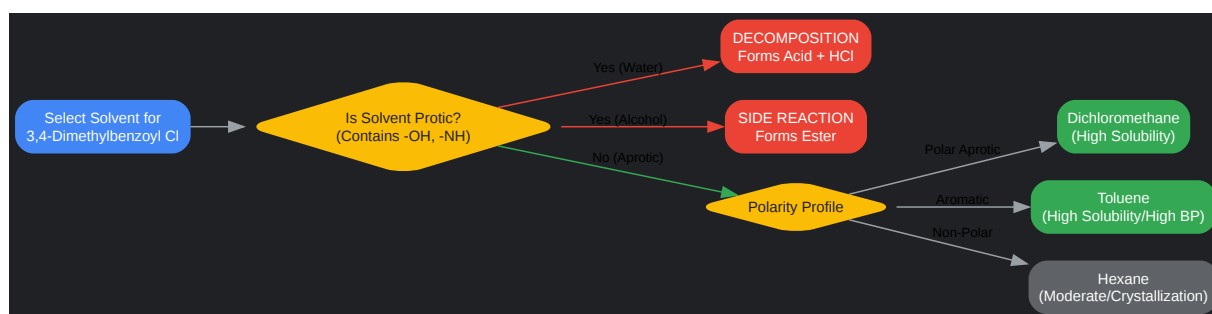 Select Solvent for
3,4-Dimethylbenzoyl Cl
Is Solvent Protic?
(Contains -OH, -NH)
Yes (Water)
DECOMPOSITION
Forms Acid + HCl
Yes (Alcohol)
SIDE REACTION
Forms Ester
No (Aprotic)
Polarity Profile
Polar Aprotic
Dichloromethane
(High Solubility)
Aromatic
Toluene
(High Solubility/High BP)
Non-Polar
Hexane
(Moderate/Crystallization)